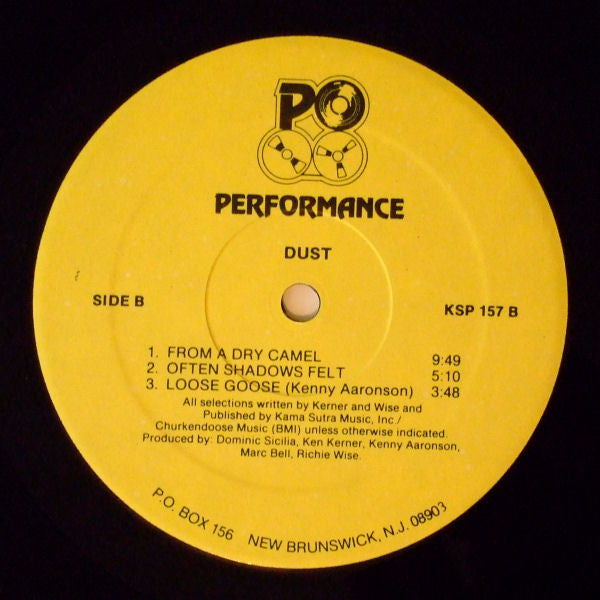 PO
PERFORMANCE
DUST
SIDE B
KSP 157 B
1. FROM A DRY CAMEL 9:49
2. OFTEN SHADOWS FELT 5:10
3. LOOSE GOOSE (Kenny Aaronson) 3:48
All selections written by Kerner and Wise and
Published by Kama Sutra Music, Inc./
Churkendoose Music (BMI) unless otherwise indicated.
Produced by: Dominic Sicilia, Ken Kerner, Kenny Aaronson,
Marc Bell, Richie Wise.
P.O. BOX 156 NEW BRUNSWICK, N.J. 08903